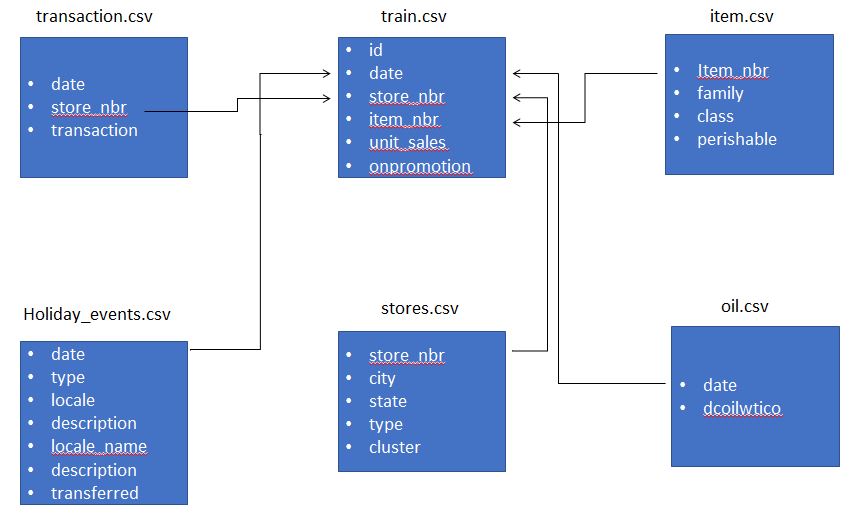 transaction.csv
• date
• store_nbr
• transaction
train.csv
• id
• date
• store_nbr
• item_nbr
• unit_sales
• onpromotion
item.csv
• Item_nbr
• family
• class
• perishable
Holiday_events.csv
• date
• type
• locale
• description
• locale_name
• description
• transferred
stores.csv
• store_nbr
• city
• state
• type
• cluster
oil.csv
• date
• dcoilwtico